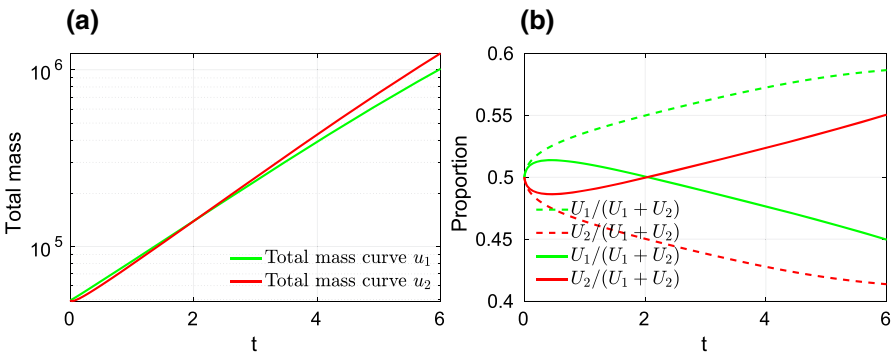 (a)
10^6
10^5
Total mass
Total mass curve u_1
Total mass curve u_2
0
2
4
6
t
(b)
0.6
0.55
0.5
0.45
0.4
Proportion
U_1/(U_1 + U_2)
U_2/(U_1 + U_2)
U_1/(U_1 + U_2)
U_2/(U_1 + U_2)
0
2
4
6
t